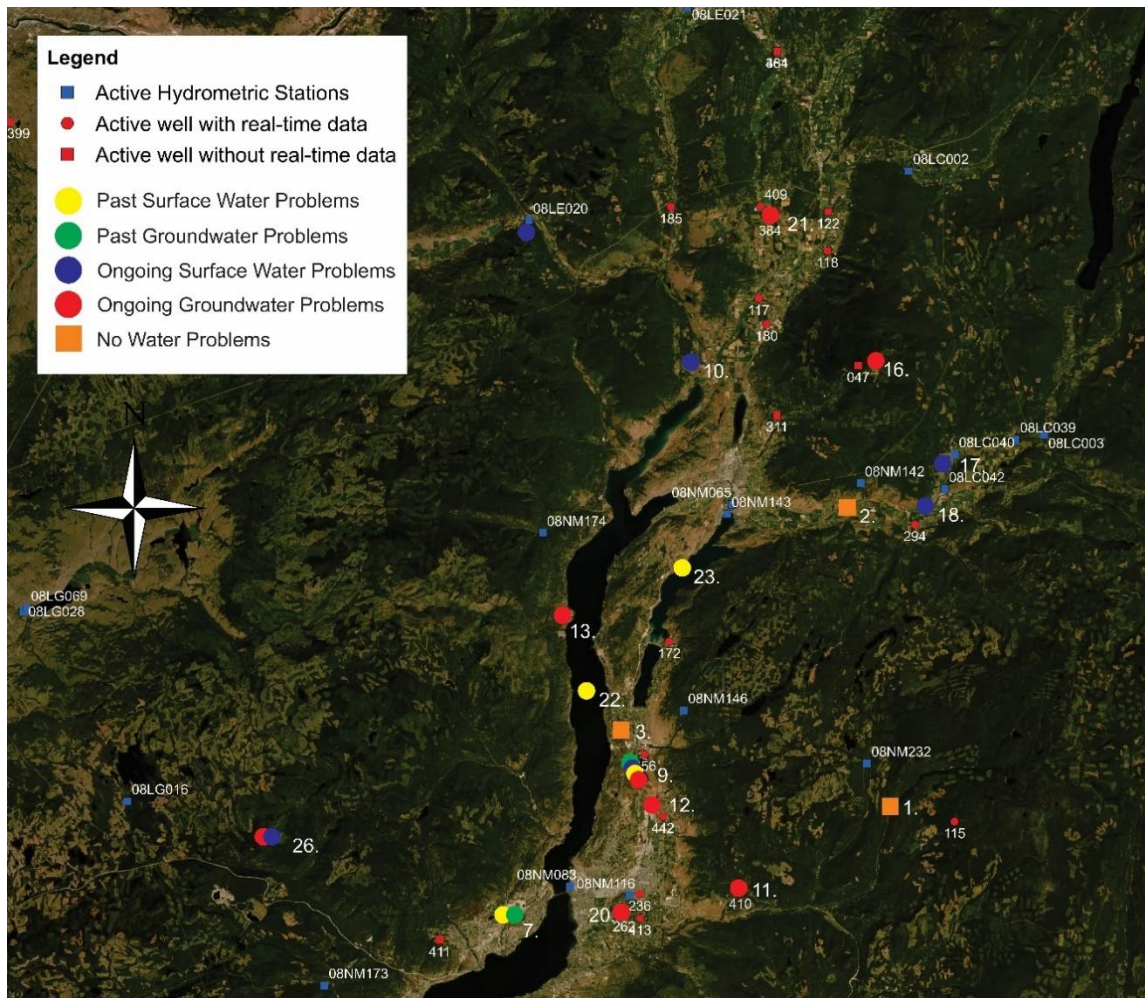 08LE021
Legend
Active Hydrometric Stations
Active well with real-time data
Active well without real-time data
Past Surface Water Problems
Past Groundwater Problems
Ongoing Surface Water Problems
Ongoing Groundwater Problems
No Water Problems
399
08LC002
08LE020
185
409
384
21.
122
118
117
180
10.
047
16.
311
N
08LC039
08LC003
08LC040
17.
08LC042
08NM142
08NM065
08NM143
2.
18.
294
08NM174
23.
08LG069
08LG028
13.
172
22.
08NM146
3.
56
9.
08NM232
08LG016
12.
442
1.
115
26.
08NM083
08NM116
236
11.
410
20.
262
413
7.
411
08NM173